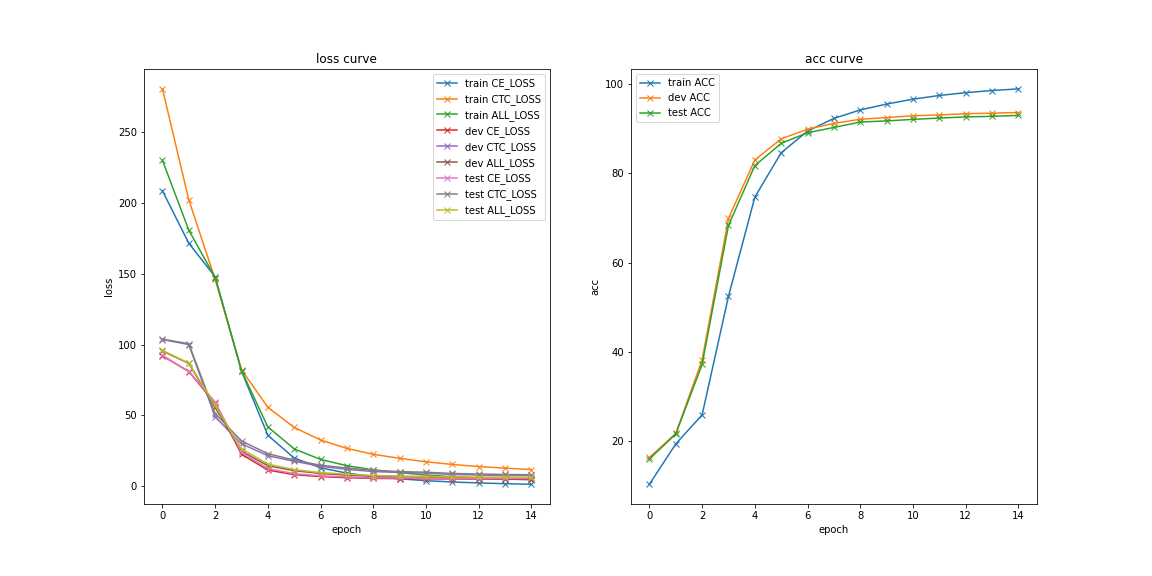 loss curve
250
200
150
100
50
0
loss
0 2 4 6 8 10 12 14
epoch
train CE_LOSS
train CTC_LOSS
train ALL_LOSS
dev CE_LOSS
dev CTC_LOSS
dev ALL_LOSS
test CE_LOSS
test CTC_LOSS
test ALL_LOSS
acc curve
100
80
60
40
20
acc
0 2 4 6 8 10 12 14
epoch
train ACC
dev ACC
test ACC